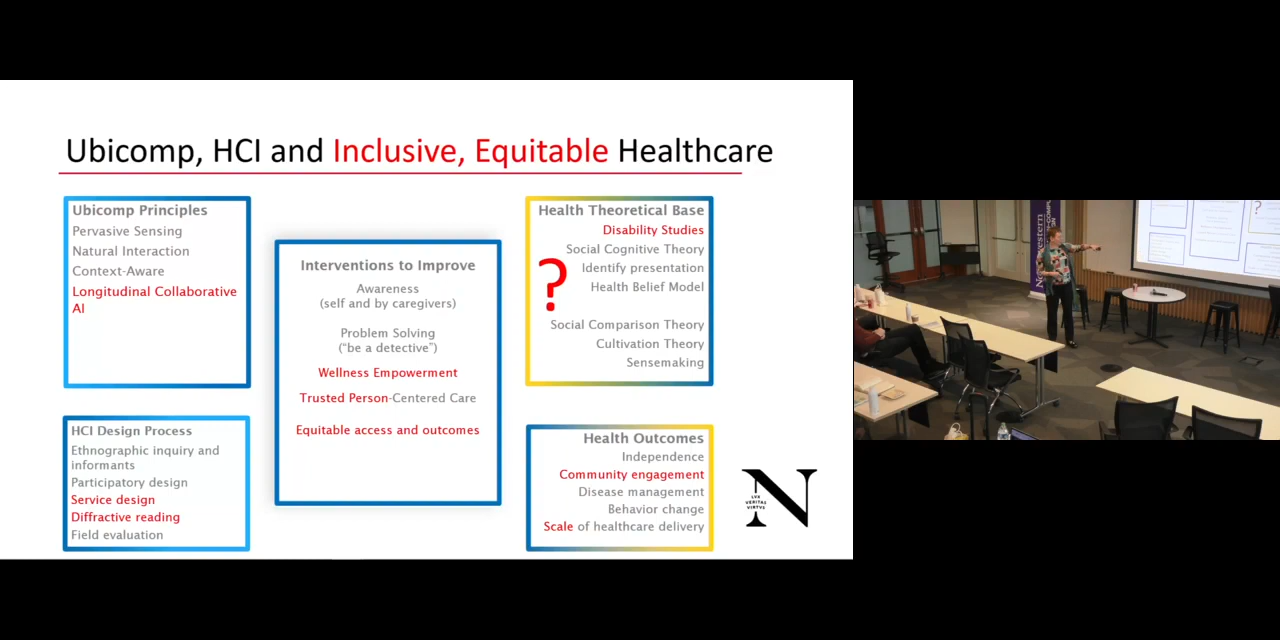 Ubicomp, HCI and Inclusive, Equitable Healthcare
Ubicomp Principles
Pervasive Sensing
Natural Interaction
Context-Aware
Longitudinal Collaborative
AI
HCI Design Process
Ethnographic inquiry and
informants
Participatory design
Service design
Diffractive reading
Field evaluation
Interventions to Improve
Awareness
(self and by caregivers)
Problem Solving
(“be a detective”)
Wellness Empowerment
Trusted Person-Centered Care
Equitable access and outcomes
Health Theoretical Base
Disability Studies
Social Cognitive Theory
Identify presentation
Health Belief Model
?
Social Comparison Theory
Cultivation Theory
Sensemaking
Health Outcomes
Independence
Community engagement
Disease management
Behavior change
Scale of healthcare delivery
N
LVX
VERITAS
VIRTVS